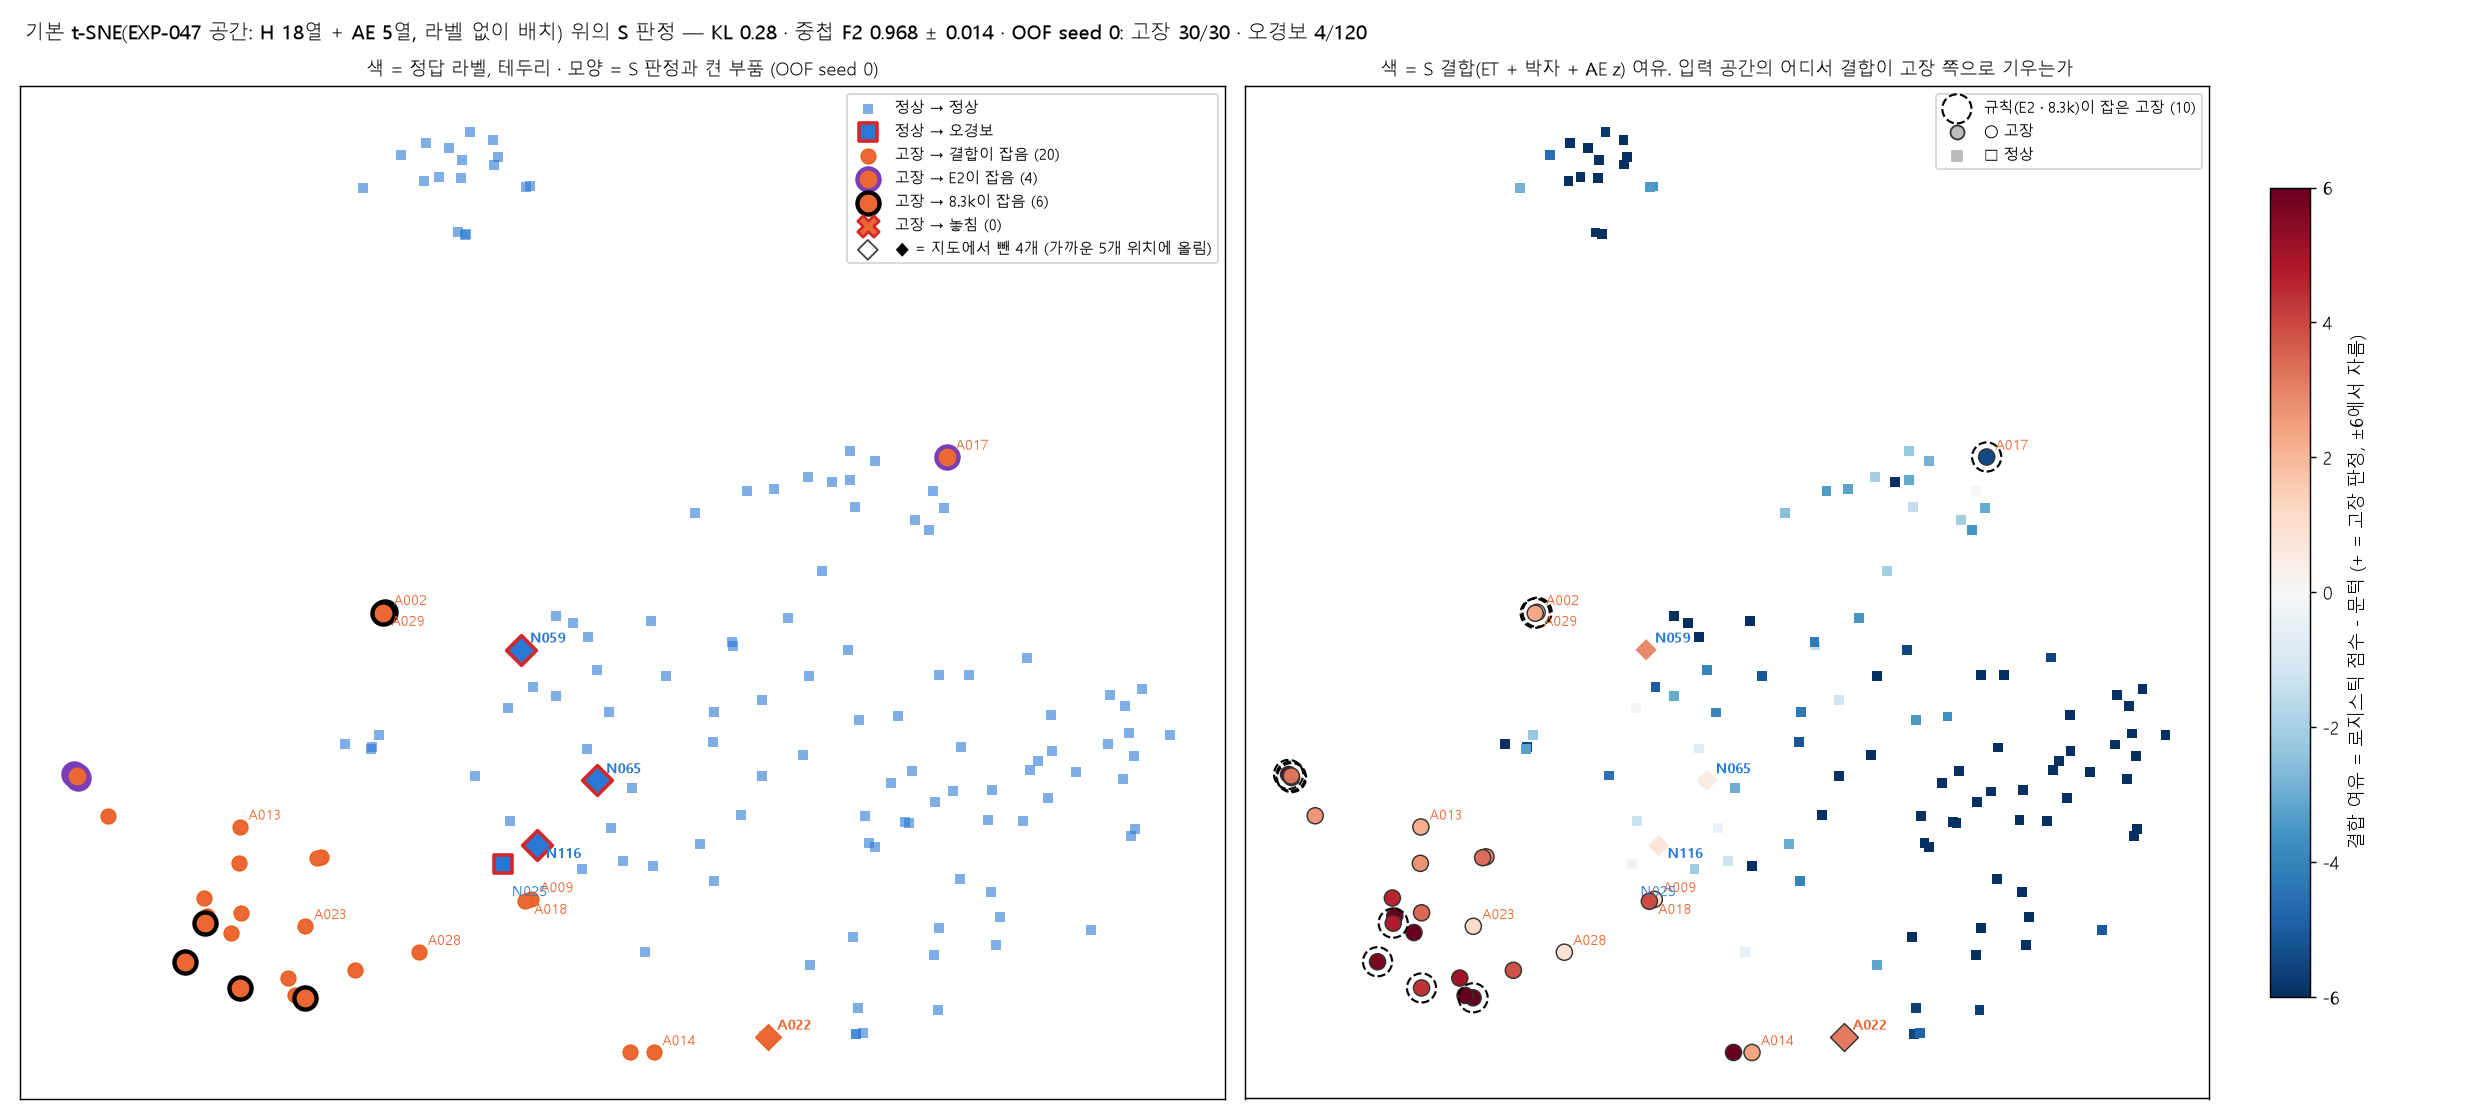 기본 t-SNE(EXP-047 공간: H 18열 + AE 5열, 라벨 없이 배치) 위의 S 판정 — KL 0.28 · 중첩 F2 0.968 ± 0.014 · OOF seed 0: 고장 30/30 · 오경보 4/120
색 = 정답 라벨, 테두리 · 모양 = S 판정과 켠 부품 (OOF seed 0)
정상 → 정상
정상 → 오경보
고장 → 결합이 잡음 (20)
고장 → E2이 잡음 (4)
고장 → 8.3k이 잡음 (6)
고장 → 놓침 (0)
◆ = 지도에서 뺀 4개 (가까운 5개 위치에 올림)
A017
A002
A029
N059
N065
A013
N116
N025
A009
A018
A023
A028
A022
A014
색 = S 결합(ET + 박자 + AE z) 여유. 입력 공간의 어디서 결합이 고장 쪽으로 기우는가
규칙(E2 · 8.3k)이 잡은 고장 (10)
○ 고장
□ 정상
A017
A002
A029
N059
N065
A013
N116
N025
A009
A018
A023
A028
A022
A014
6
4
2
0
-2
-4
-6
결합 여유 = 로지스틱 점수 - 문턱 (+ = 고장 판정, ±6에서 자름)